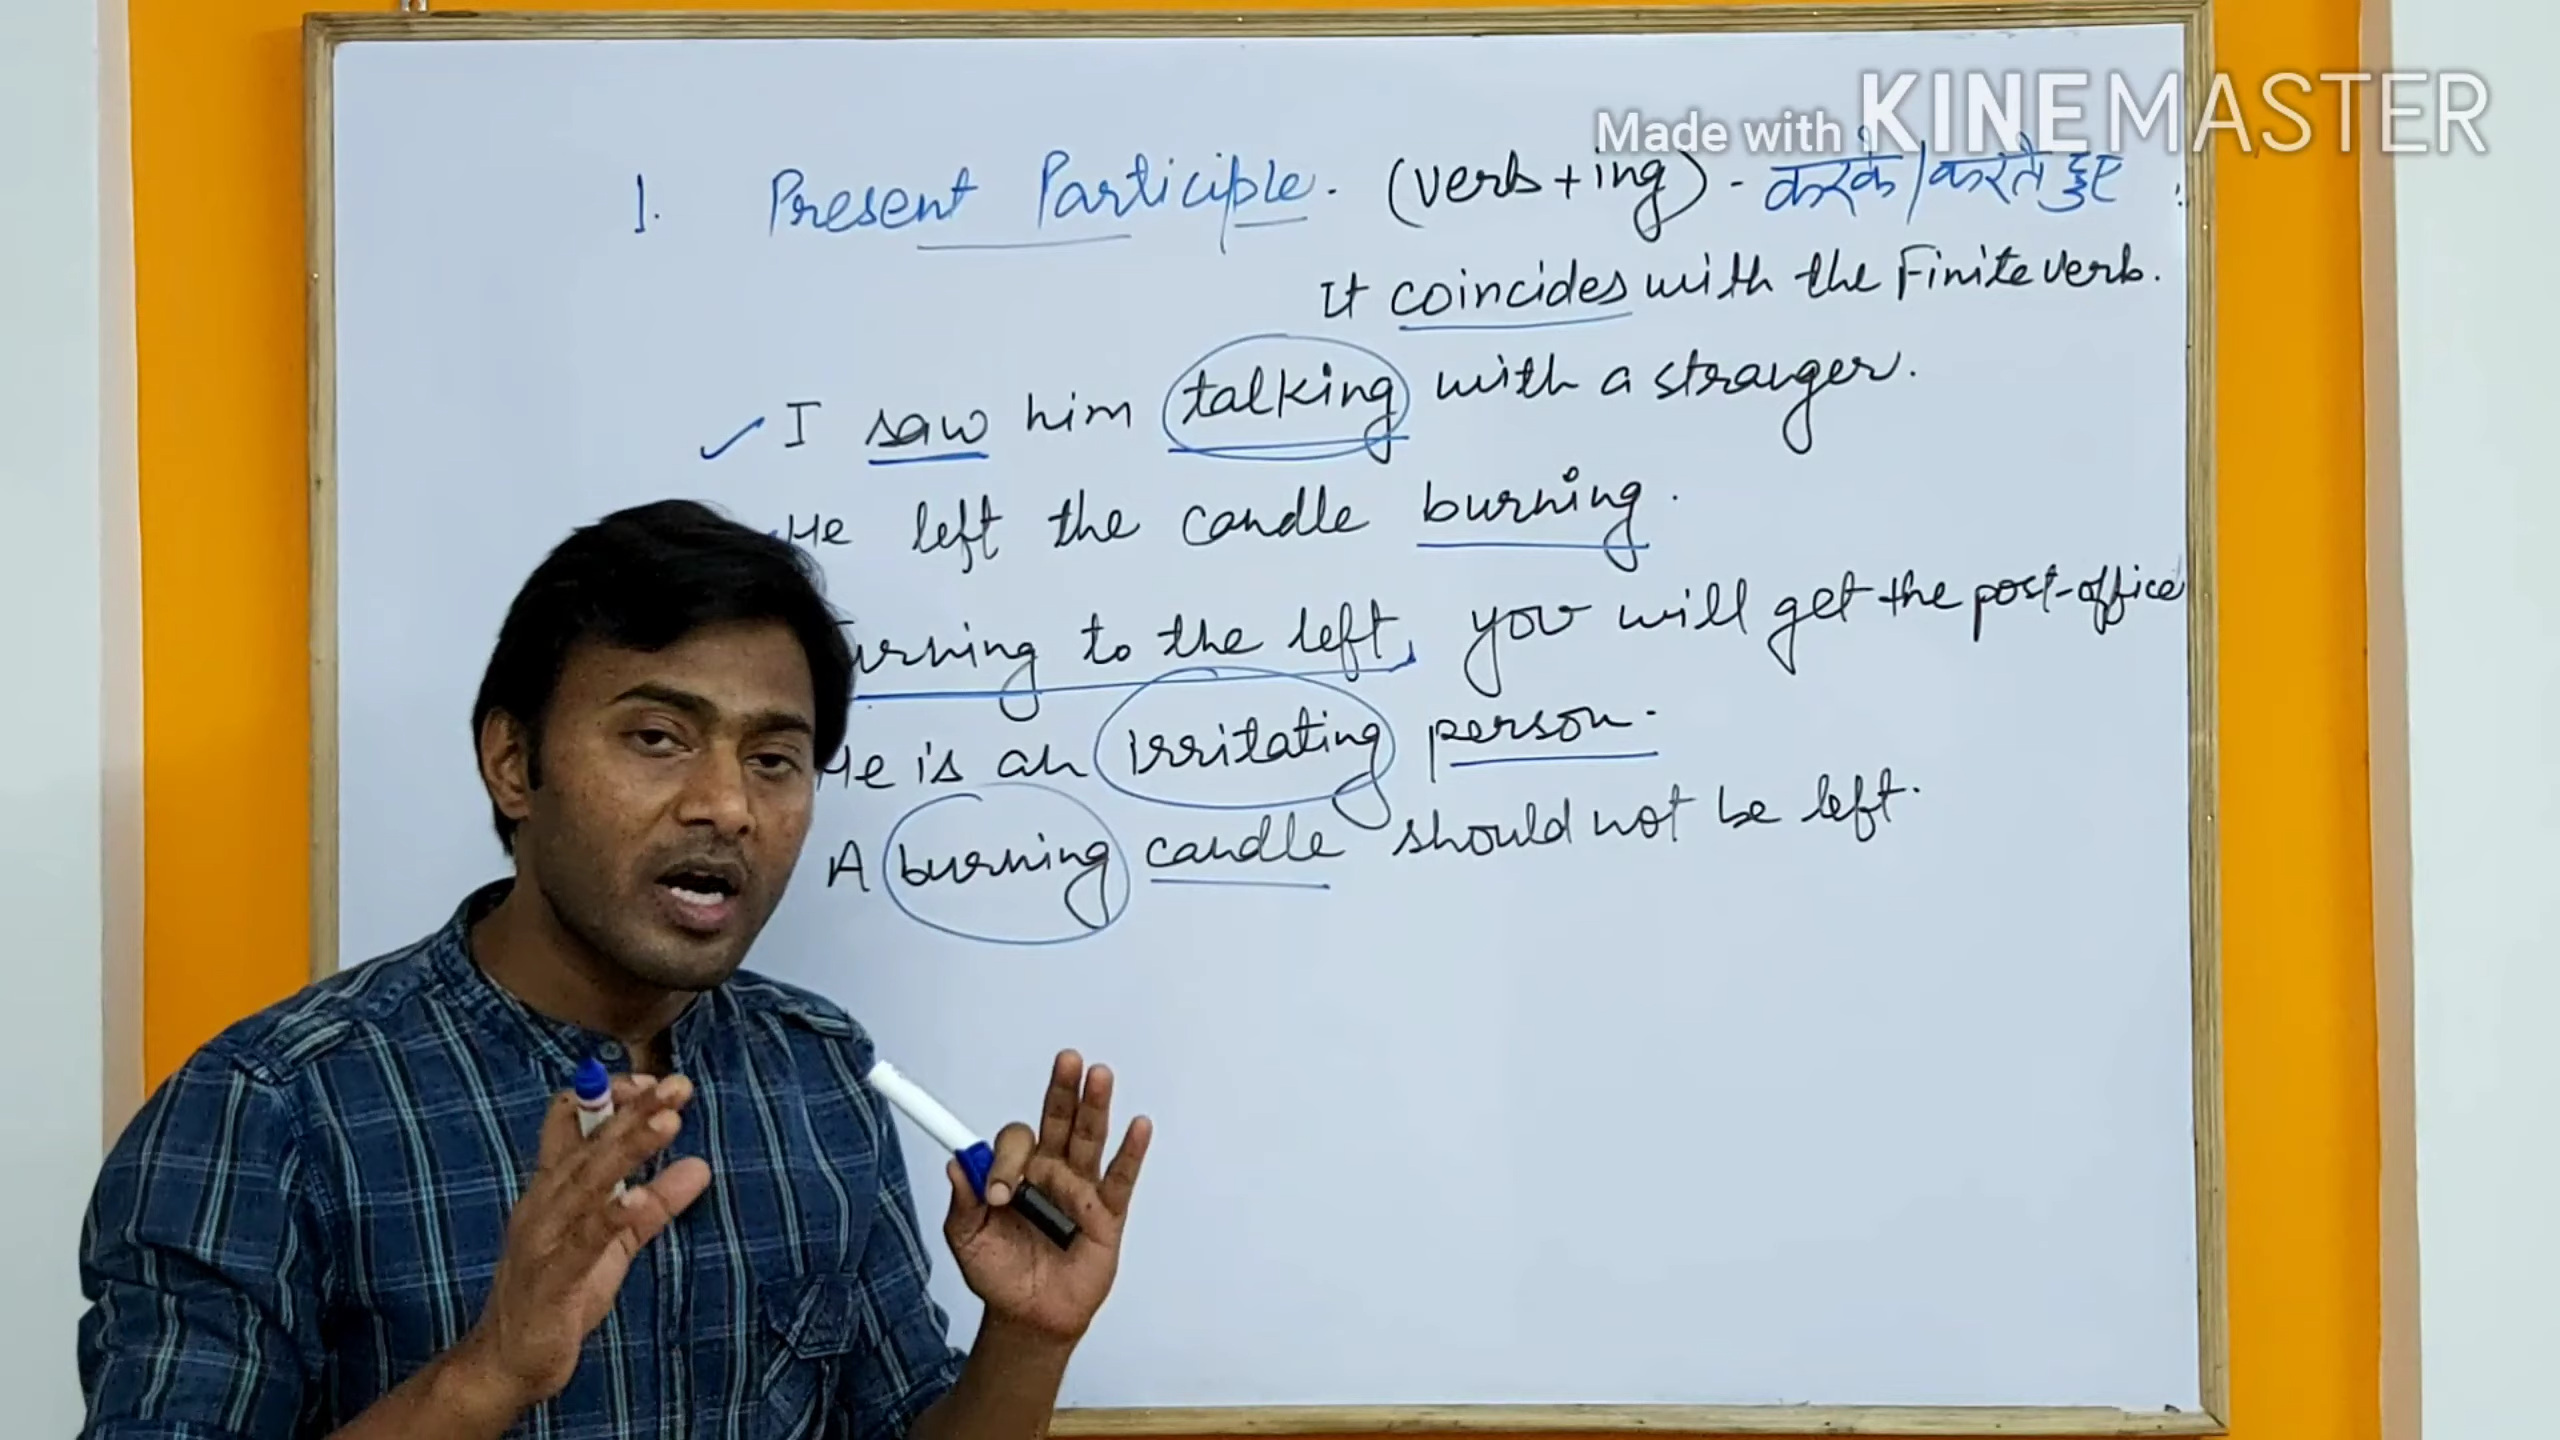 Made with KINEMASTER
1. Present Participle. (verb+ing) - करके/करते हुए :
It coincides with the Finite verb.
I saw him talking with a stranger.
He left the candle burning.
urning to the left, you will get the post-office
He is an irritating person.
A burning candle should not be left.